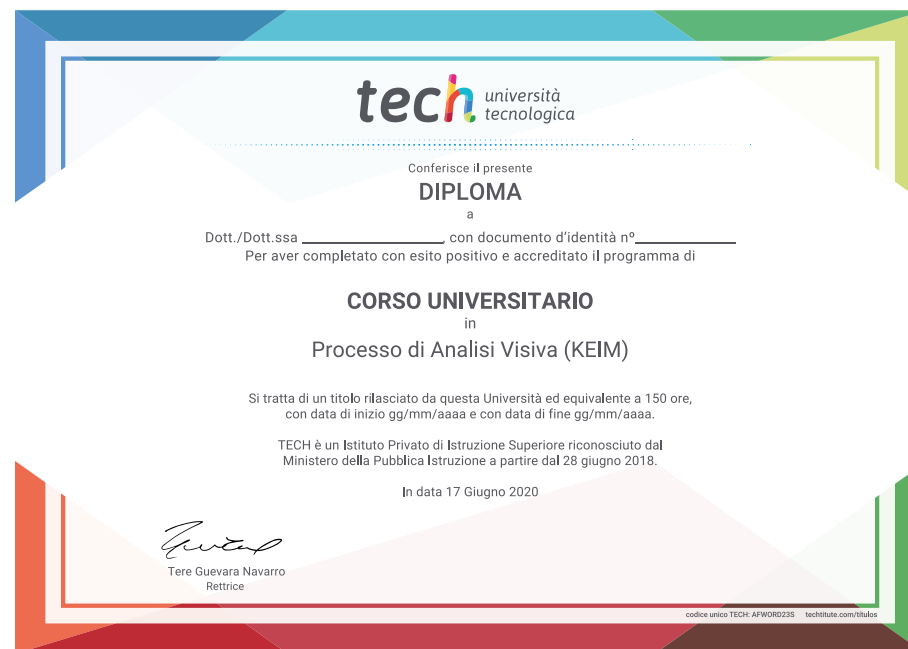 tech università
tecnologica
Conferisce il presente
DIPLOMA
a
Dott./Dott.ssa ____________________, con documento d'identità nº______________
Per aver completato con esito positivo e accreditato il programma di
CORSO UNIVERSITARIO
in
Processo di Analisi Visiva (KEIM)
Si tratta di un titolo rilasciato da questa Università ed equivalente a 150 ore,
con data di inizio gg/mm/aaaa e con data di fine gg/mm/aaaa.
TECH è un Istituto Privato di Istruzione Superiore riconosciuto dal
Ministero della Pubblica Istruzione a partire dal 28 giugno 2018.
In data 17 Giugno 2020
Tere Guevara Navarro
Rettrice
codice unico TECH: AFWORD23S techtitute.com/titulos